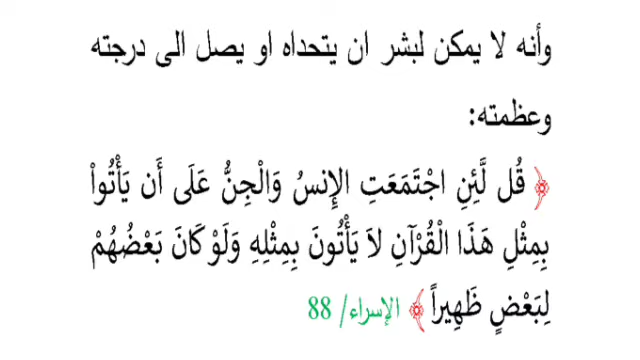 وأنه لا يمكن لبشر ان يتحداه او يصل الى درجته
وعظمته:
﴿ قُل لَّئِنِ اجْتَمَعَتِ الإِنسُ وَالْجِنُّ عَلَى أَن يَأْتُواْ
بِمِثْلِ هَذَا الْقُرْآنِ لاَ يَأْتُونَ بِمِثْلِهِ وَلَوْ كَانَ بَعْضُهُمْ
لِبَعْضٍ ظَهِيراً ﴾ الإسراء/ 88